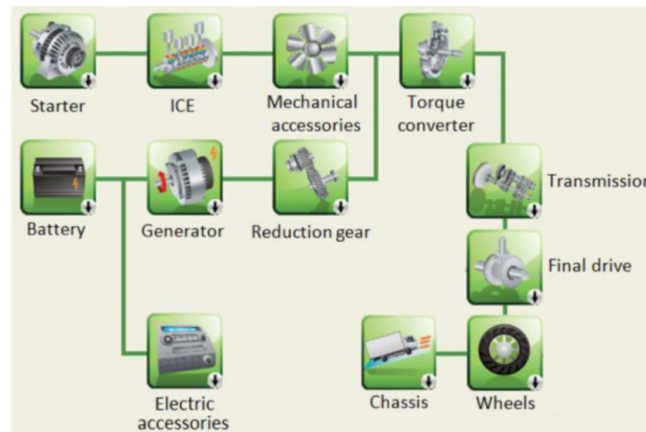 Starter
ICE
Mechanical
accessories
Torque
converter
Battery
Generator
Reduction gear
Transmission
Final drive
Electric
accessories
Chassis
Wheels